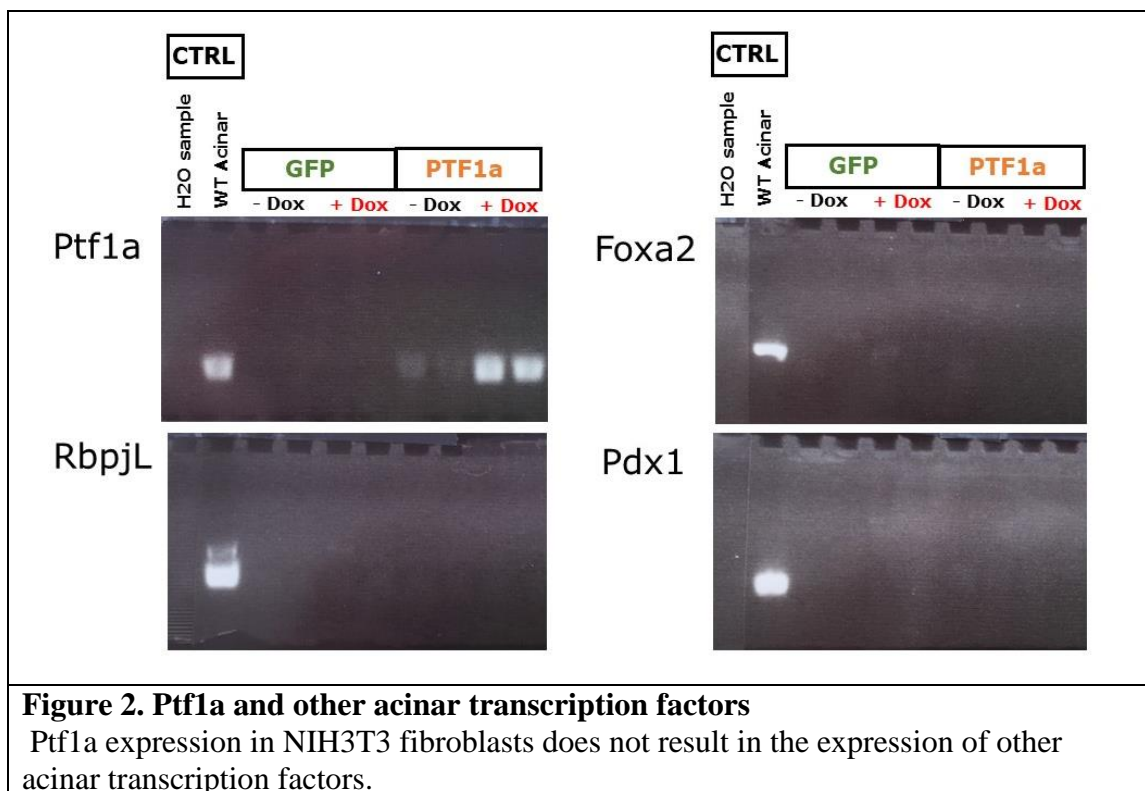 CTRL
H2O sample
WT Acinar
GFP
PTF1a
- Dox + Dox - Dox + Dox
Ptf1a
RbpjL
CTRL
H2O sample
WT Acinar
GFP
PTF1a
- Dox + Dox - Dox + Dox
Foxa2
Pdx1
Figure 2. Ptf1a and other acinar transcription factors
Ptf1a expression in NIH3T3 fibroblasts does not result in the expression of other
acinar transcription factors.